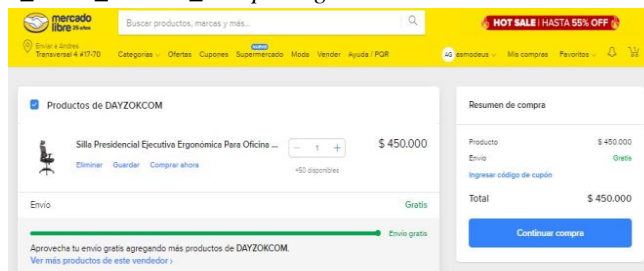 mercado
libre 25 años
Buscar productos, marcas y más...
HOT SALE | HASTA 55% OFF
Enviar a Andres
Transversal 4 #17-70
Categorías
Ofertas
Cupones
NUEVO
Supermercado
Moda
Vender
Ayuda / PQR
AG asmodeus
Mis compras
Favoritos
Productos de DAYZOKCOM
Silla Presidencial Ejecutiva Ergonómica Para Oficina ...
- 1 +
$ 450.000
Eliminar
Guardar
Comprar ahora
+50 disponibles
Envío
Gratis
Envío gratis
Aprovecha tu envío gratis agregando más productos de DAYZOKCOM.
Ver más productos de este vendedor ›
Resumen de compra
Producto
$ 450.000
Envío
Gratis
Ingresar código de cupón
Total
$ 450.000
Continuar compra